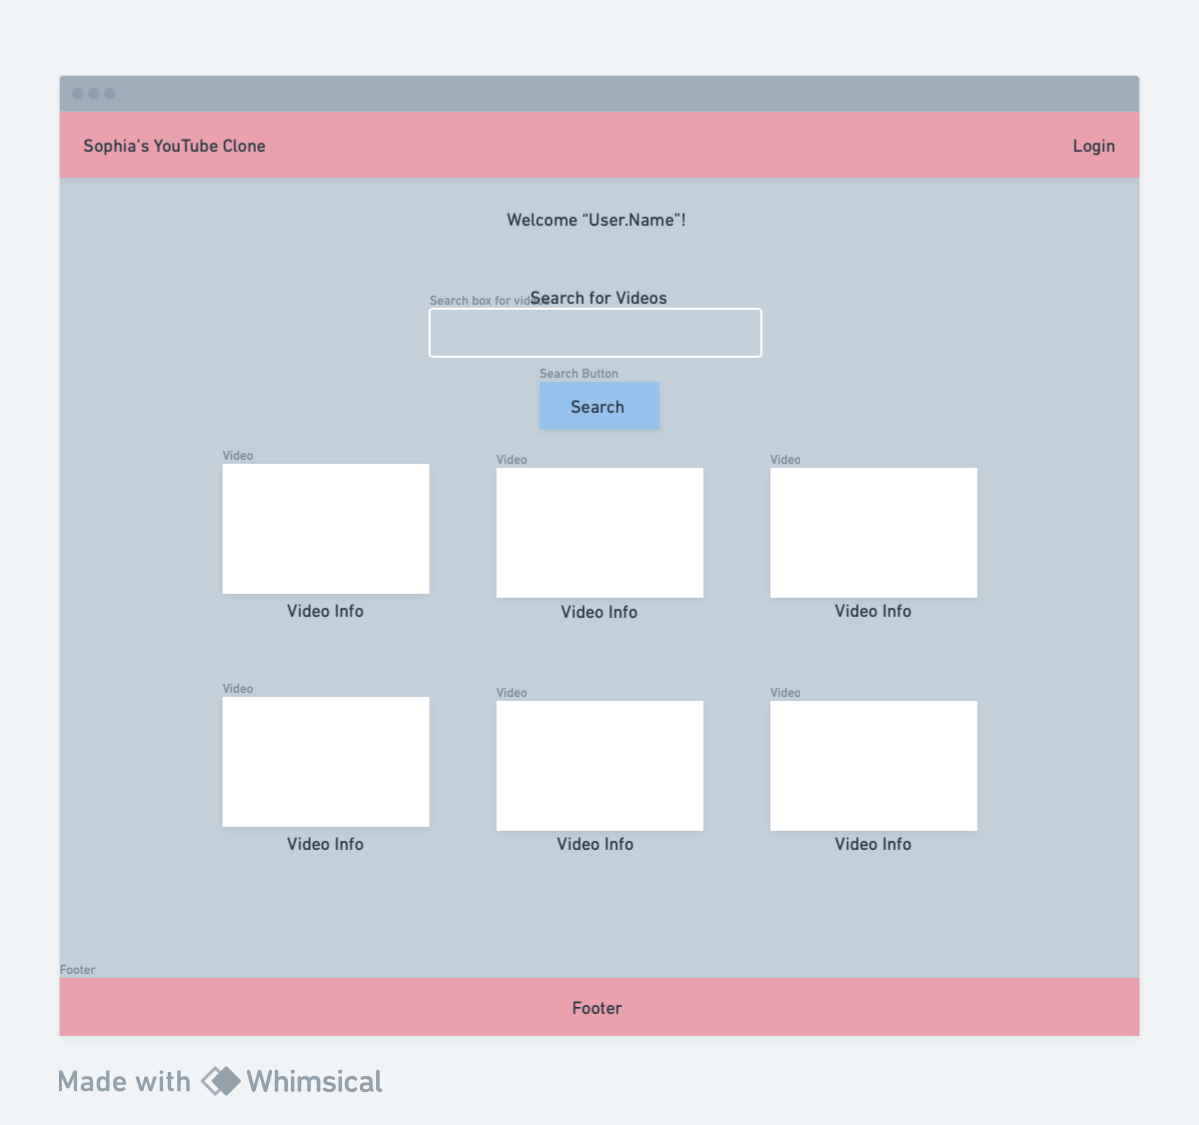 Sophia's YouTube Clone
Login
Welcome “User.Name”!
Search box for videos
Search for Videos
Search Button
Search
Video
Video
Video
Video Info
Video Info
Video Info
Video
Video
Video
Video Info
Video Info
Video Info
Footer
Footer
Made with Whimsical